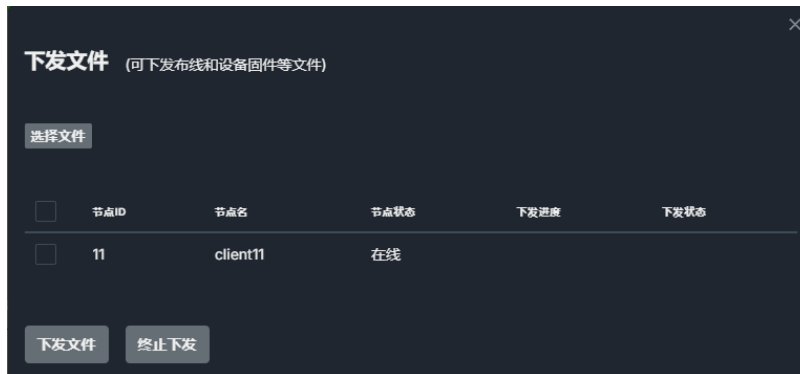 下发文件 (可下发布线和设备固件等文件)
选择文件
节点ID 节点名 节点状态 下发进度 下发状态
11 client11 在线
下发文件 终止下发